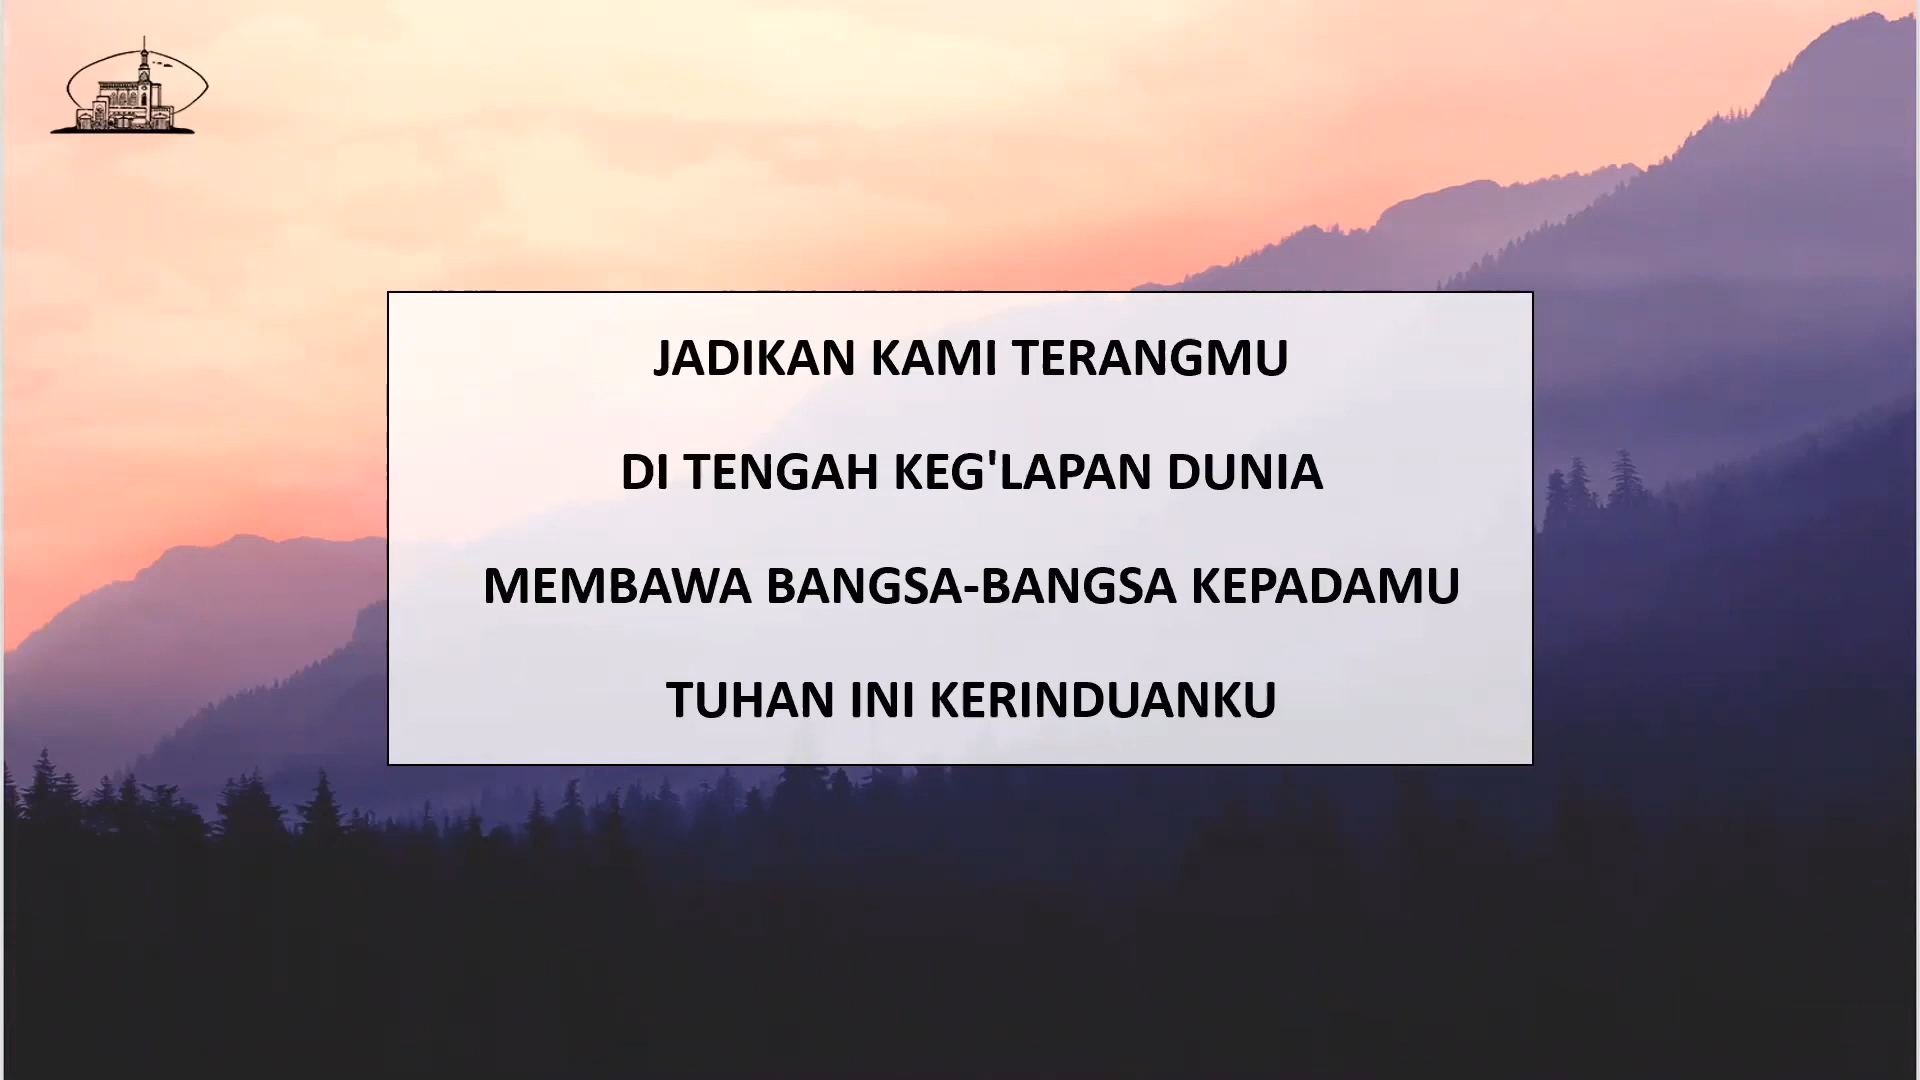 JADIKAN KAMI TERANGMU
DI TENGAH KEG'LAPAN DUNIA
MEMBAWA BANGSA-BANGSA KEPADAMU
TUHAN INI KERINDUANKU